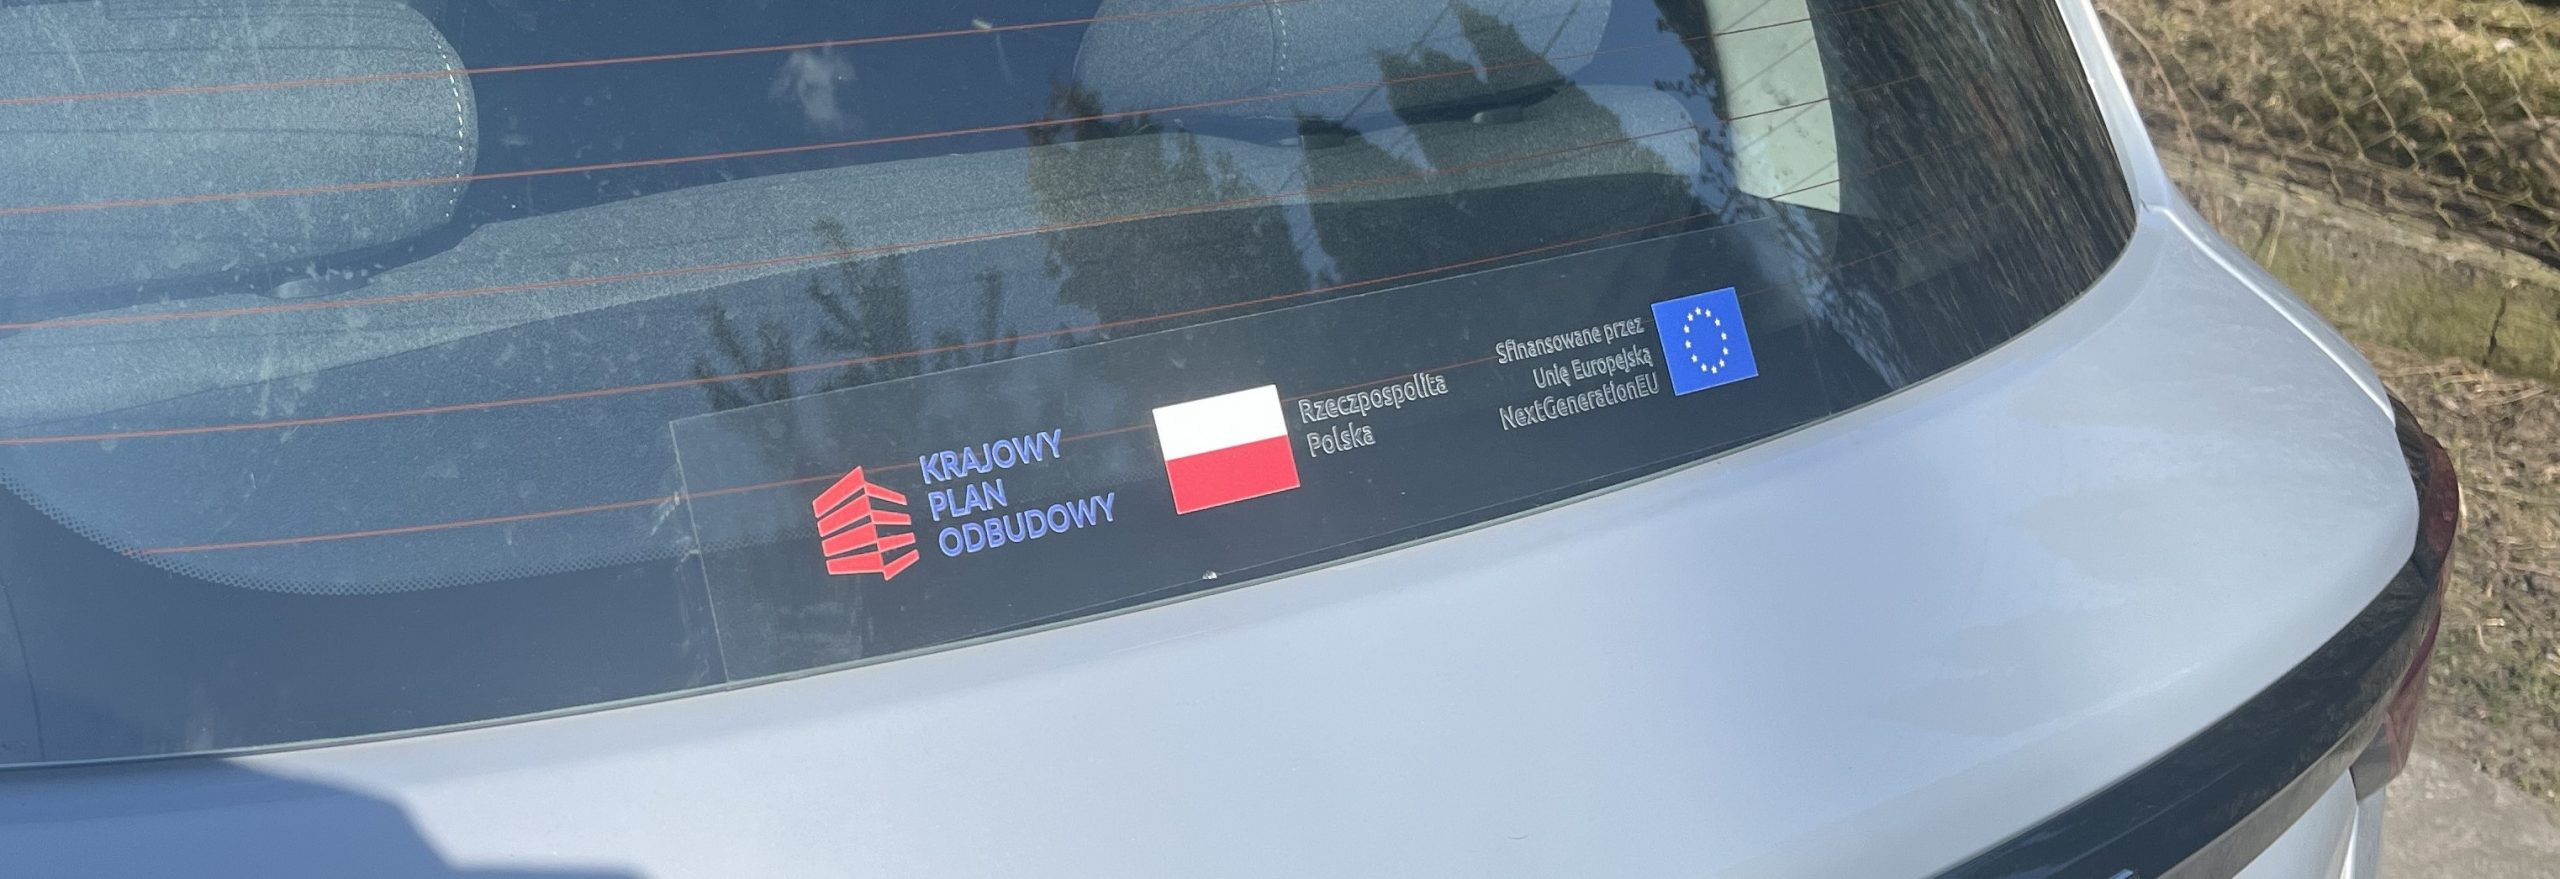 KRAJOWY
PLAN
ODBUDOWY
Rzeczpospolita
Polska
Sfinansowane przez
Unię Europejską
NextGenerationEU